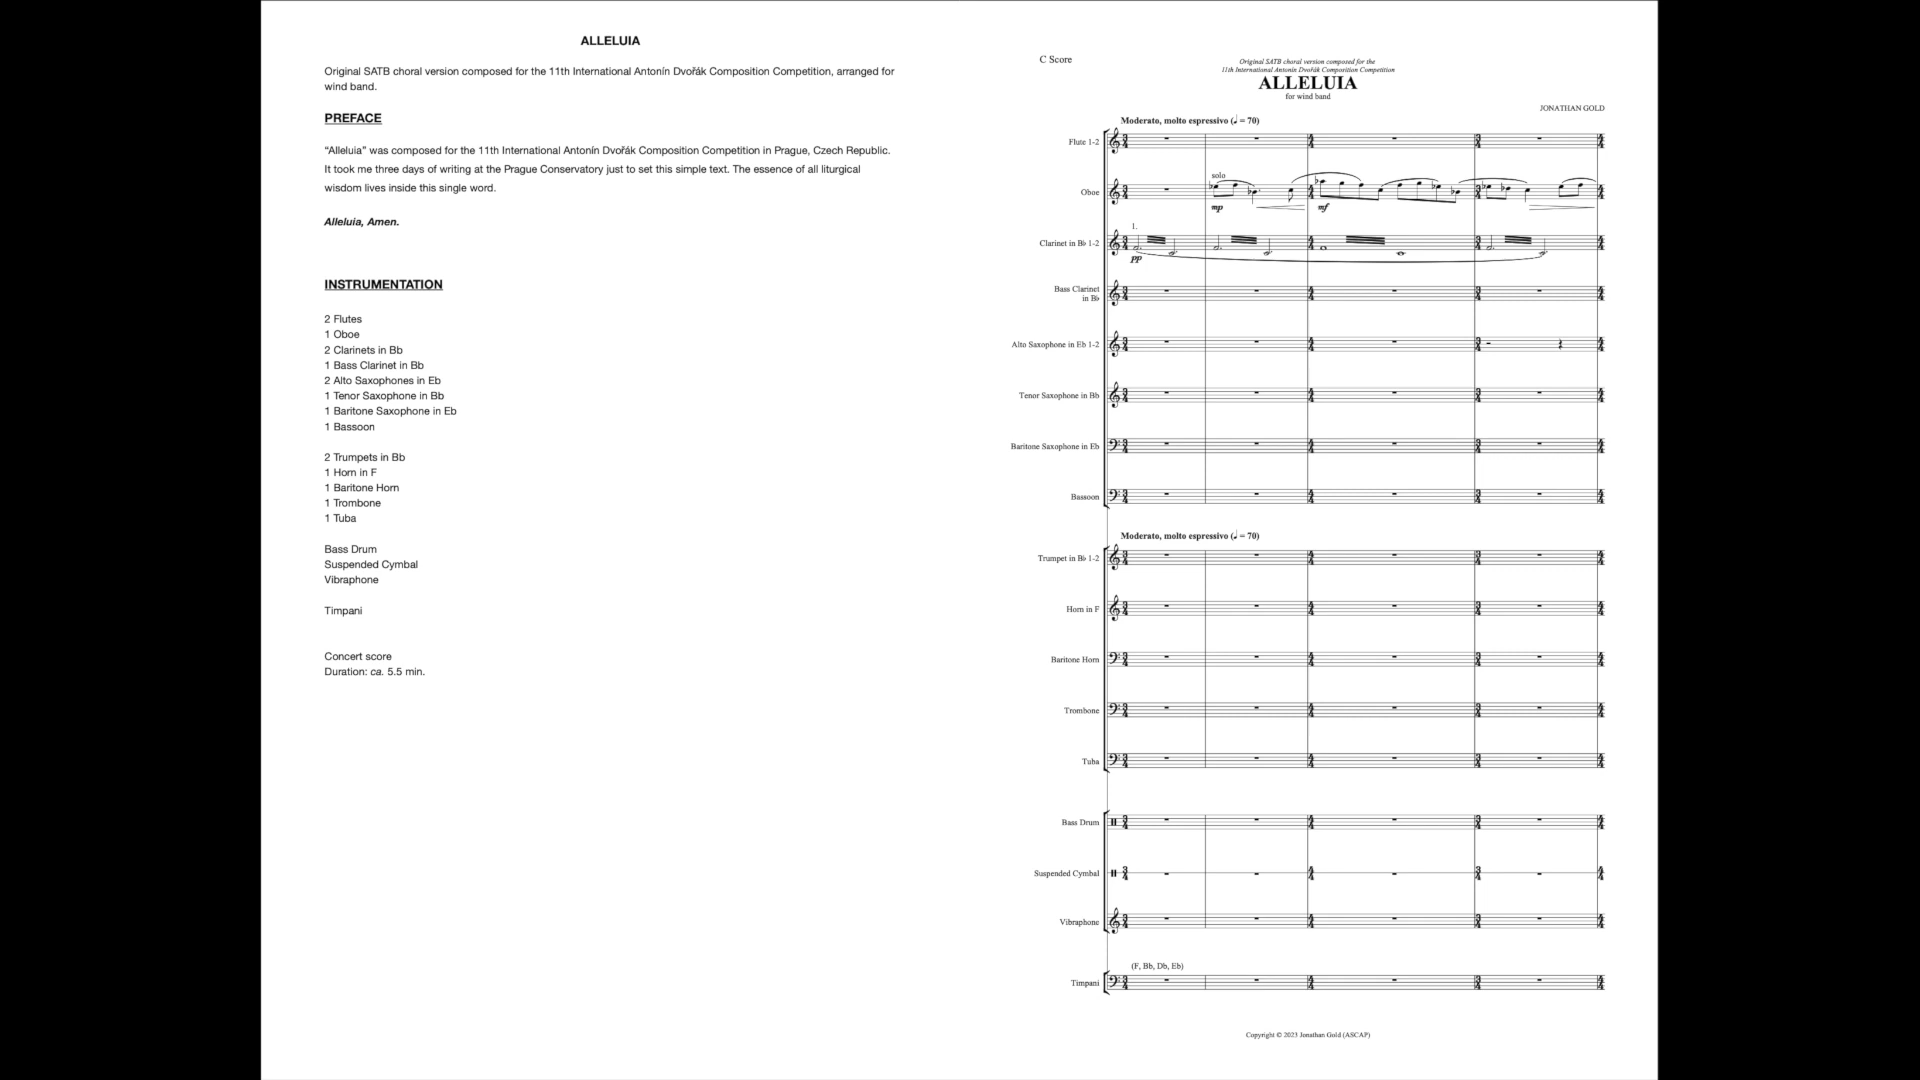 ALLELUIA
Original SATB choral version composed for the 11th International Antonín Dvořák Composition Competition, arranged for
wind band.
PREFACE
“Alleluia” was composed for the 11th International Antonín Dvořák Composition Competition in Prague, Czech Republic.
It took me three days of writing at the Prague Conservatory just to set this simple text. The essence of all liturgical
wisdom lives inside this single word.
Alleluia, Amen.
INSTRUMENTATION
2 Flutes
1 Oboe
2 Clarinets in Bb
1 Bass Clarinet in Bb
2 Alto Saxophones in Eb
1 Tenor Saxophone in Bb
1 Baritone Saxophone in Eb
1 Bassoon
2 Trumpets in Bb
1 Horn in F
1 Baritone Horn
1 Trombone
1 Tuba
Bass Drum
Suspended Cymbal
Vibraphone
Timpani
Concert score
Duration: ca. 5.5 min.
C Score
Original SATB choral version composed for the
11th International Antonín Dvořák Composition Competition
ALLELUIA
for wind band
JONATHAN GOLD
Moderato, molto espressivo (♩ = 70)
Flute 1-2
solo
Oboe
mp mf
1.
Clarinet in B♭ 1-2
pp
Bass Clarinet
in B♭
Alto Saxophone in E♭ 1-2
Tenor Saxophone in B♭
Baritone Saxophone in E♭
Bassoon
Moderato, molto espressivo (♩ = 70)
Trumpet in B♭ 1-2
Horn in F
Baritone Horn
Trombone
Tuba
Bass Drum
Suspended Cymbal
Vibraphone
(F, Bb, Db, Eb)
Timpani
Copyright © 2023 Jonathan Gold (ASCAP)